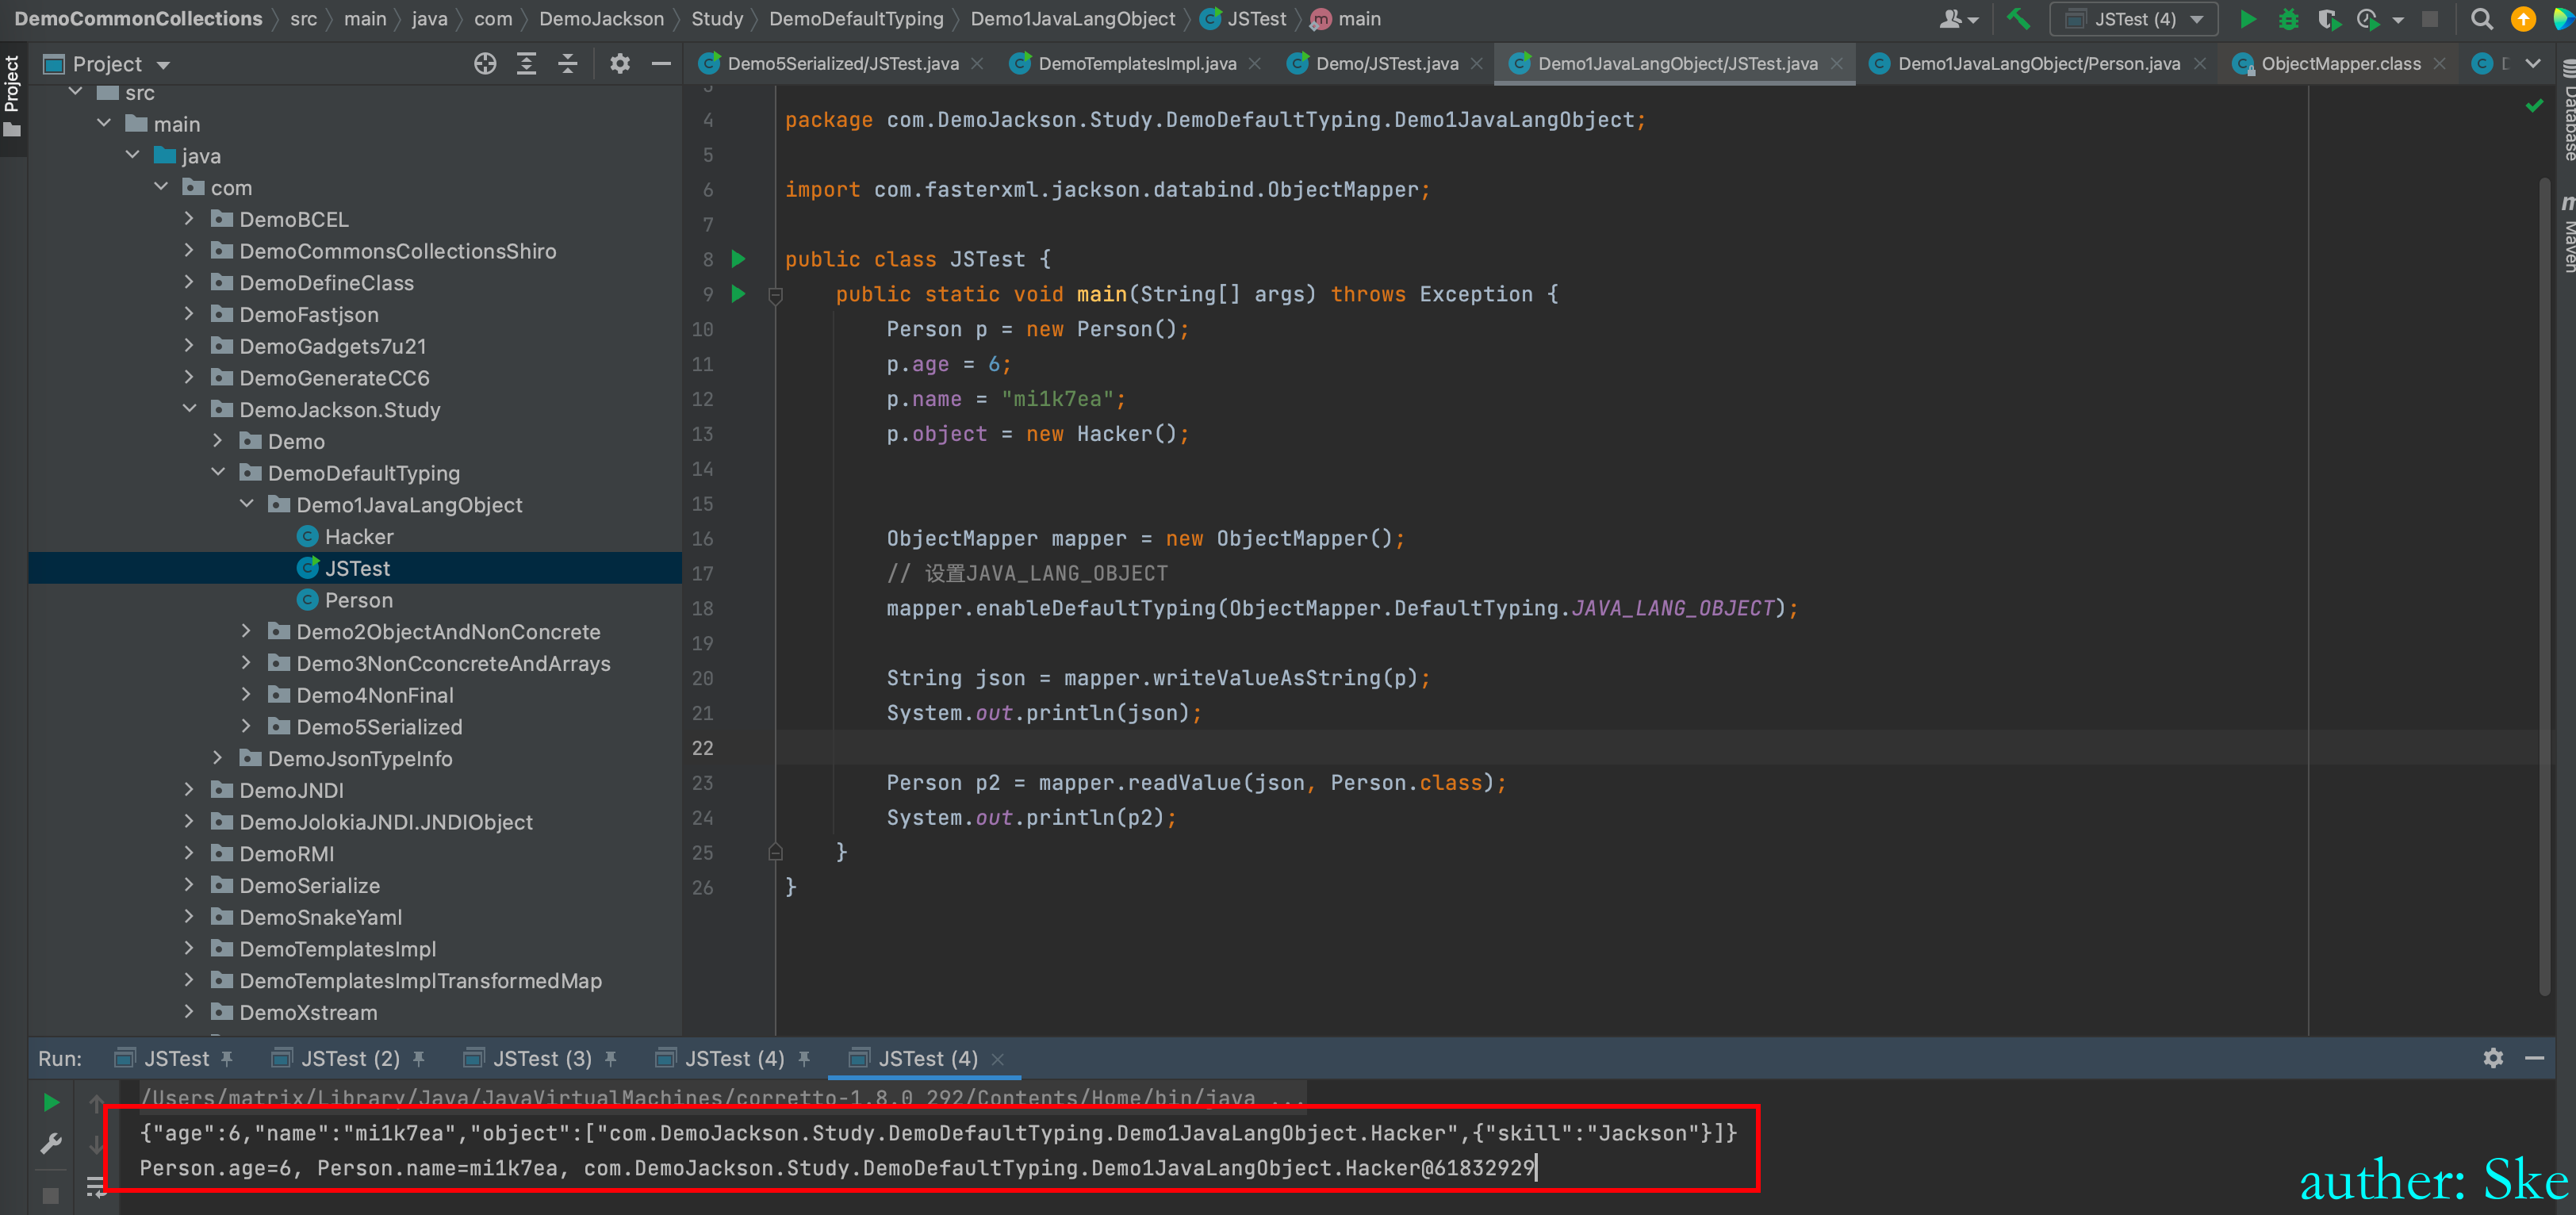 DemoCommonCollections src main java com DemoJackson Study DemoDefaultTyping Demo1JavaLangObject JSTest main JSTest (4)
Project Demo5Serialized/JSTest.java DemoTemplatesImpl.java Demo/JSTest.java Demo1JavaLangObject/JSTest.java Demo1JavaLangObject/Person.java ObjectMapper.class
Project
Database
Maven
src
main
java
com
DemoBCEL
DemoCommonsCollectionsShiro
DemoDefineClass
DemoFastjson
DemoGadgets7u21
DemoGenerateCC6
DemoJackson.Study
Demo
DemoDefaultTyping
Demo1JavaLangObject
Hacker
JSTest
Person
Demo2ObjectAndNonConcrete
Demo3NonCconcreteAndArrays
Demo4NonFinal
Demo5Serialized
DemoJsonTypeInfo
DemoJNDI
DemoJolokiaJNDI.JNDIObject
DemoRMI
DemoSerialize
DemoSnakeYaml
DemoTemplatesImpl
DemoTemplatesImplTransformedMap
DemoXstream
4 package com.DemoJackson.Study.DemoDefaultTyping.Demo1JavaLangObject;
5
6 import com.fasterxml.jackson.databind.ObjectMapper;
7
8 public class JSTest {
9 public static void main(String[] args) throws Exception {
10 Person p = new Person();
11 p.age = 6;
12 p.name = "mi1k7ea";
13 p.object = new Hacker();
14
15
16 ObjectMapper mapper = new ObjectMapper();
17 // 设置JAVA_LANG_OBJECT
18 mapper.enableDefaultTyping(ObjectMapper.DefaultTyping.JAVA_LANG_OBJECT);
19
20 String json = mapper.writeValueAsString(p);
21 System.out.println(json);
22
23 Person p2 = mapper.readValue(json, Person.class);
24 System.out.println(p2);
25 }
26 }
Run: JSTest JSTest (2) JSTest (3) JSTest (4) JSTest (4)
/Users/matrix/Library/Java/JavaVirtualMachines/corretto-1.8.0_292/Contents/Home/bin/java ...
{"age":6,"name":"mi1k7ea","object":["com.DemoJackson.Study.DemoDefaultTyping.Demo1JavaLangObject.Hacker",{"skill":"Jackson"}]}
Person.age=6, Person.name=mi1k7ea, com.DemoJackson.Study.DemoDefaultTyping.Demo1JavaLangObject.Hacker@61832929
auther: Ske